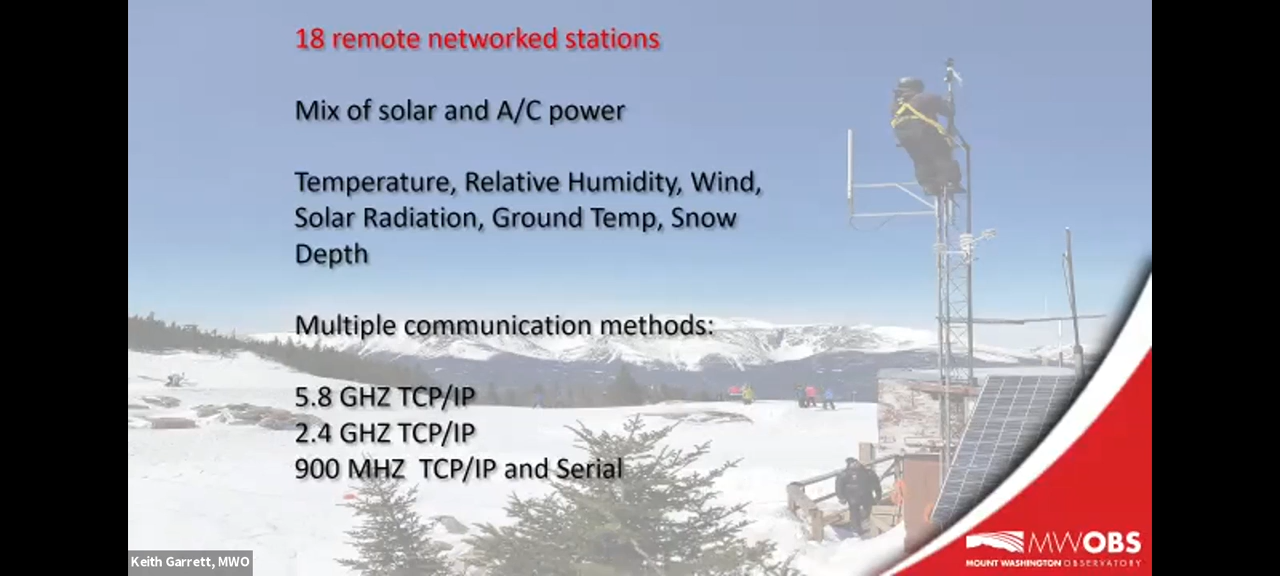 18 remote networked stations
Mix of solar and A/C power
Temperature, Relative Humidity, Wind,
Solar Radiation, Ground Temp, Snow
Depth
Multiple communication methods:
5.8 GHZ TCP/IP
2.4 GHZ TCP/IP
900 MHZ  TCP/IP and Serial
MWOBS
MOUNT WASHINGTON OBSERVATORY
Keith Garrett, MWO